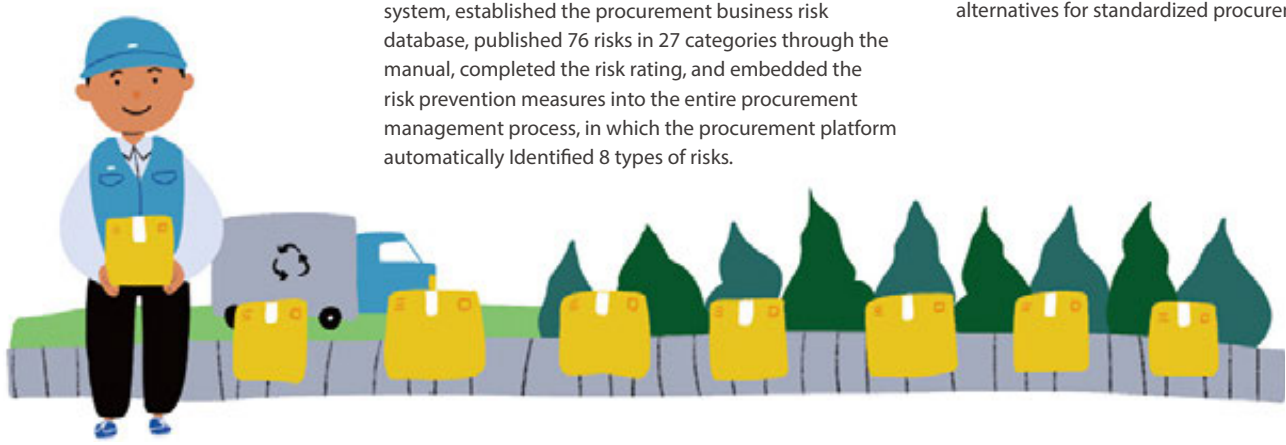 system, established the procurement business risk
database, published 76 risks in 27 categories through the
manual, completed the risk rating, and embedded the
risk prevention measures into the entire procurement
management process, in which the procurement platform
automatically Identified 8 types of risks.
alternatives for standardized